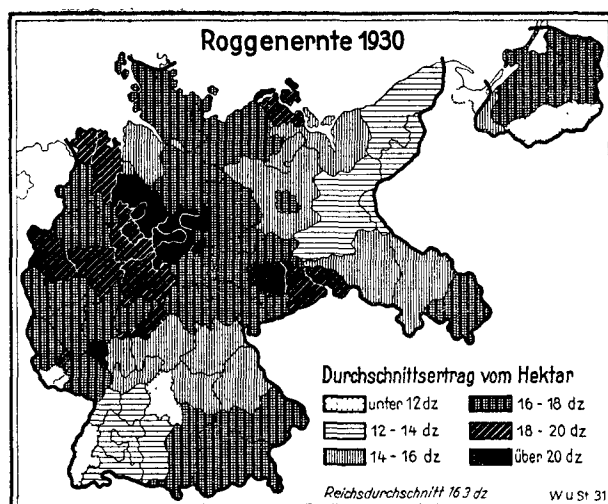 Roggenernte 1930
Durchschnittsertrag vom Hektar
unter 12 dz
16 - 18 dz
12 - 14 dz
18 - 20 dz
14 - 16 dz
über 20 dz
Reichsdurchschnitt 16.3 dz
W u St 31